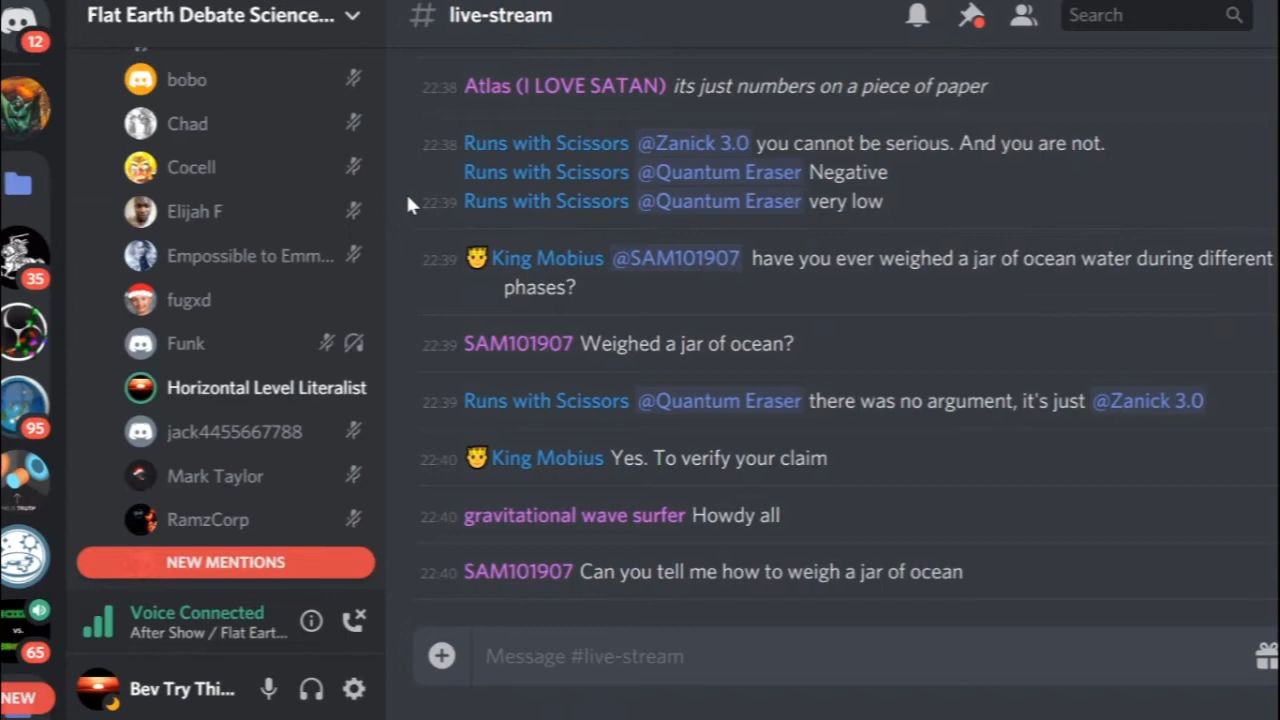 Flat Earth Debate Science...
# live-stream
Search
12
bobo
Chad
Cocell
Elijah F
Empossible to Emm...
fugxd
Funk
Horizontal Level Literalist
jack4455667788
Mark Taylor
RamzCorp
NEW MENTIONS
Voice Connected
After Show / Flat Eart...
Bev Try Thi...
35
95
VS.
65
NEW
22:38 Atlas (I LOVE SATAN) its just numbers on a piece of paper
22:38 Runs with Scissors @Zanick 3.0 you cannot be serious. And you are not.
Runs with Scissors @Quantum Eraser Negative
22:39 Runs with Scissors @Quantum Eraser very low
22:39 King Mobius @SAM101907 have you ever weighed a jar of ocean water during different
phases?
22:39 SAM101907 Weighed a jar of ocean?
22:39 Runs with Scissors @Quantum Eraser there was no argument, it's just @Zanick 3.0
22:40 King Mobius Yes. To verify your claim
22:40 gravitational wave surfer Howdy all
22:40 SAM101907 Can you tell me how to weigh a jar of ocean
Message #live-stream